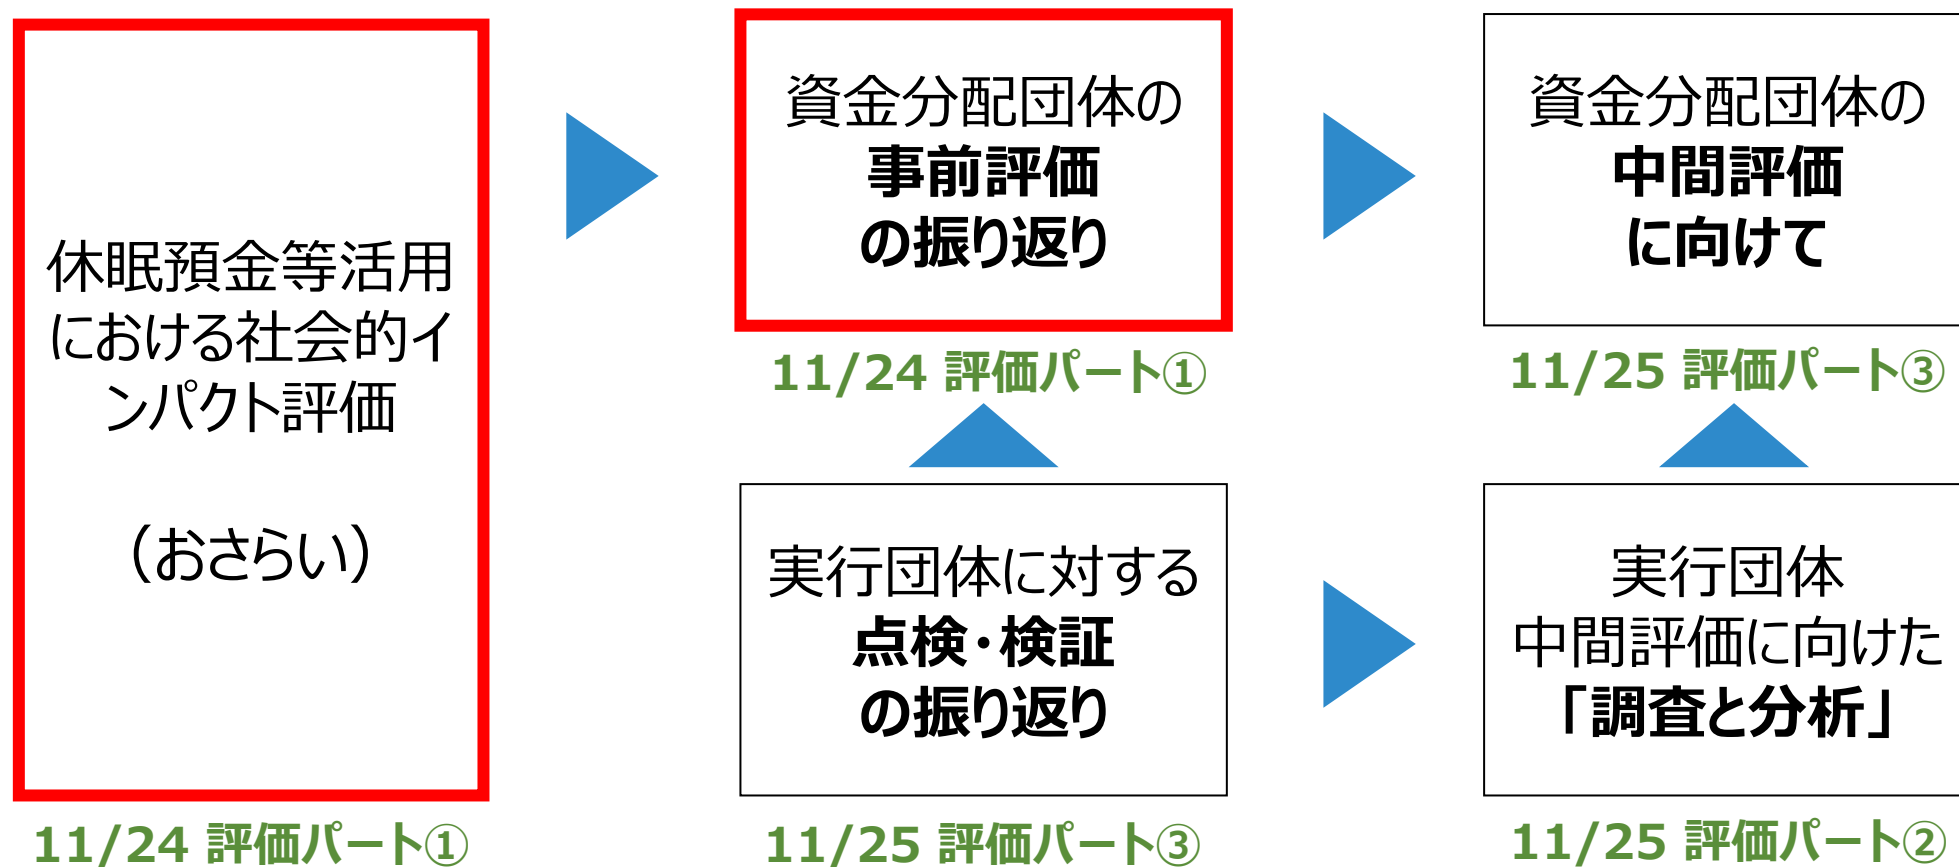 休眠預金等活用
における社会的イ
ンパクト評価
（おさらい）
11/24 評価パート①
資金分配団体の
事前評価
の振り返り
11/24 評価パート①
資金分配団体の
中間評価
に向けて
11/25 評価パート③
実行団体に対する
点検・検証
の振り返り
11/25 評価パート③
実行団体
中間評価に向けた
「調査と分析」
11/25 評価パート②